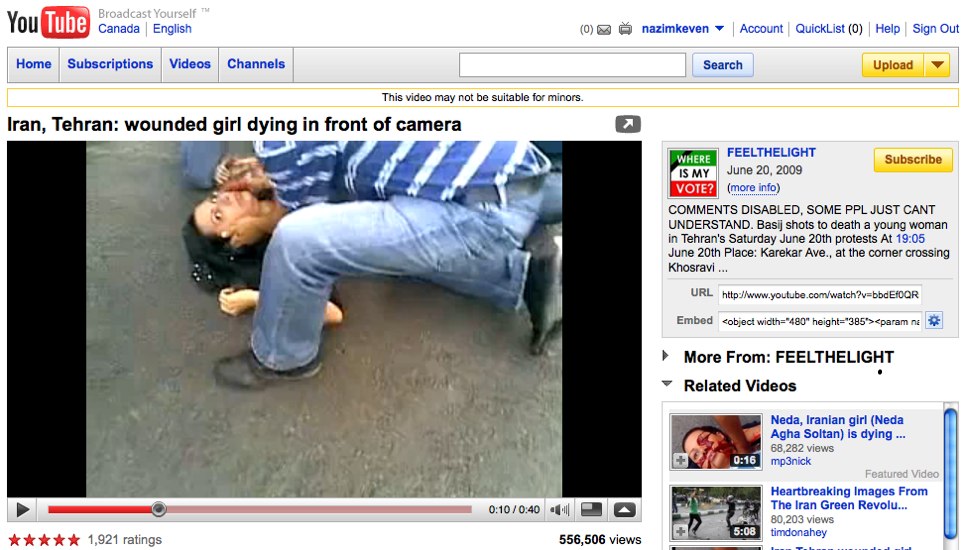 YouTube Broadcast Yourself ™
Canada | English
(0) nazimkeven ▼ | Account | QuickList (0) | Help | Sign Out
Home Subscriptions Videos Channels Search Upload
This video may not be suitable for minors.
Iran, Tehran: wounded girl dying in front of camera
WHERE
IS MY
VOTE?
FEELTHELIGHT
June 20, 2009
(more info)
Subscribe
COMMENTS DISABLED, SOME PPL JUST CANT
UNDERSTAND. Basij shots to death a young woman
in Tehran's Saturday June 20th protests At 19:05
June 20th Place: Karekar Ave., at the corner crossing
Khosravi ...
URL http://www.youtube.com/watch?v=bbdEf0QR
Embed <object width="480" height="385"><param na
More From: FEELTHELIGHT
Related Videos
0:16
Neda, Iranian girl (Neda
Agha Soltan) is dying ...
68,282 views
mp3nick
Featured Video
5:08
Heartbreaking Images From
The Iran Green Revolu...
80,203 views
timdonahey
0:10 / 0:40
1,921 ratings
556,506 views